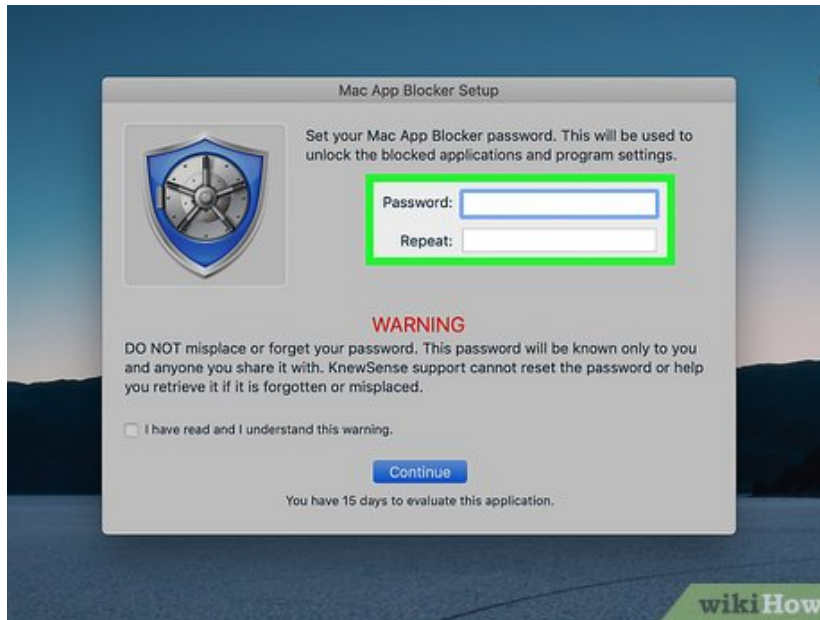 Mac App Blocker Setup
Set your Mac App Blocker password. This will be used to
unlock the blocked applications and program settings.
Password:
Repeat:
WARNING
DO NOT misplace or forget your password. This password will be known only to you
and anyone you share it with. KnewSense support cannot reset the password or help
you retrieve it if it is forgotten or misplaced.
I have read and I understand this warning.
Continue
You have 15 days to evaluate this application.
wikiHow